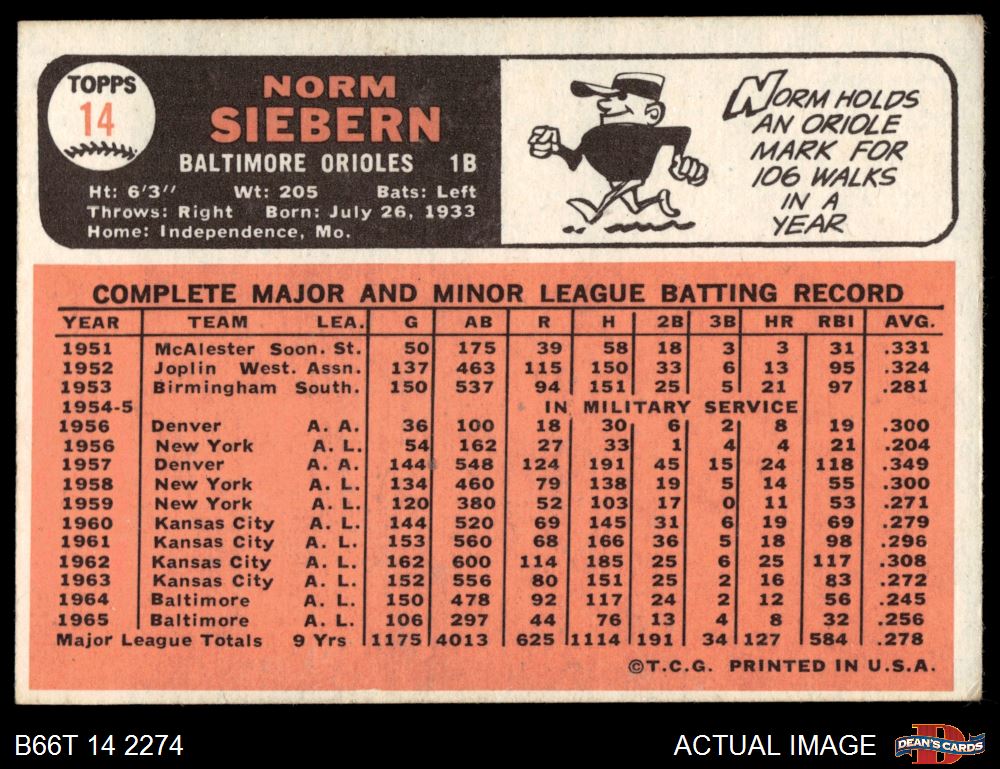 TOPPS
14
NORM
SIEBERN
BALTIMORE ORIOLES 1B
Ht: 6'3" Wt: 205 Bats: Left
Throws: Right Born: July 26, 1933
Home: Independence, Mo.
NORM HOLDS
AN ORIOLE
MARK FOR
106 WALKS
IN A
YEAR
COMPLETE MAJOR AND MINOR LEAGUE BATTING RECORD
YEAR TEAM LEA. G AB R H 2B 3B HR RBI AVG.
1951 McAlester Soon. St. 50 175 39 58 18 3 3 31 .331
1952 Joplin West. Assn. 137 463 115 150 33 6 13 95 .324
1953 Birmingham South. 150 537 94 151 25 5 21 97 .281
1954-5 IN MILITARY SERVICE
1956 Denver A. A. 36 100 18 30 6 2 8 19 .300
1956 New York A. L. 54 162 27 33 1 4 4 21 .204
1957 Denver A. A. 144 548 124 191 45 15 24 118 .349
1958 New York A. L. 134 460 79 138 19 5 14 55 .300
1959 New York A. L. 120 380 52 103 17 0 11 53 .271
1960 Kansas City A. L. 144 520 69 145 31 6 19 69 .279
1961 Kansas City A. L. 153 560 68 166 36 5 18 98 .296
1962 Kansas City A. L. 162 600 114 185 25 6 25 117 .308
1963 Kansas City A. L. 152 556 80 151 25 2 16 83 .272
1964 Baltimore A. L. 150 478 92 117 24 2 12 56 .245
1965 Baltimore A. L. 106 297 44 76 13 4 8 32 .256
Major League Totals 9 Yrs 1175 4013 625 1114 191 34 127 584 .278
©T.C.G. PRINTED IN U.S.A.
B66T 14 2274
ACTUAL IMAGE
D
DEAN'S CARDS